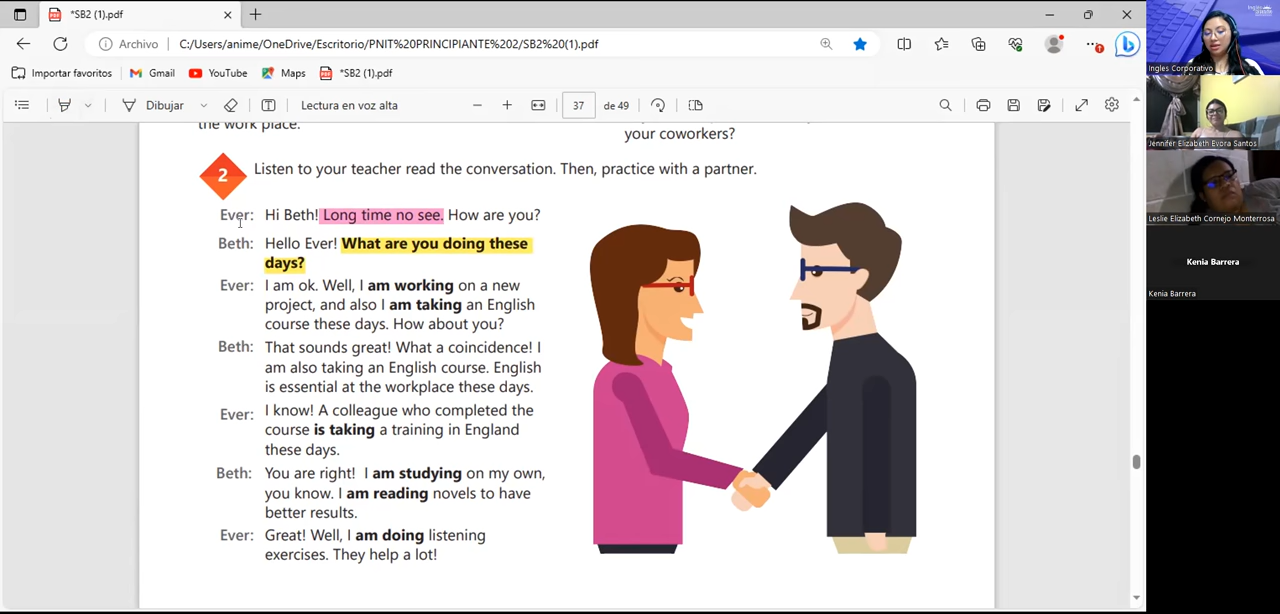 *SB2 (1).pdf
Archivo C:/Users/anime/OneDrive/Escritorio/PNIT%20PRINCIPIANTE%202/SB2%20(1).pdf
Importar favoritos Gmail YouTube Maps *SB2 (1).pdf
Dibujar Lectura en voz alta 37 de 49
the work place.
your coworkers?
2 Listen to your teacher read the conversation. Then, practice with a partner.
Ever: Hi Beth! Long time no see. How are you?
Beth: Hello Ever! What are you doing these
days?
Ever: I am ok. Well, I am working on a new
project, and also I am taking an English
course these days. How about you?
Beth: That sounds great! What a coincidence! I
am also taking an English course. English
is essential at the workplace these days.
Ever: I know! A colleague who completed the
course is taking a training in England
these days.
Beth: You are right! I am studying on my own,
you know. I am reading novels to have
better results.
Ever: Great! Well, I am doing listening
exercises. They help a lot!
Ingles Corporativo
Jennifer Elizabeth Evora Santos
Leslie Elizabeth Cornejo Monterrosa
Kenia Barrera
Kenia Barrera